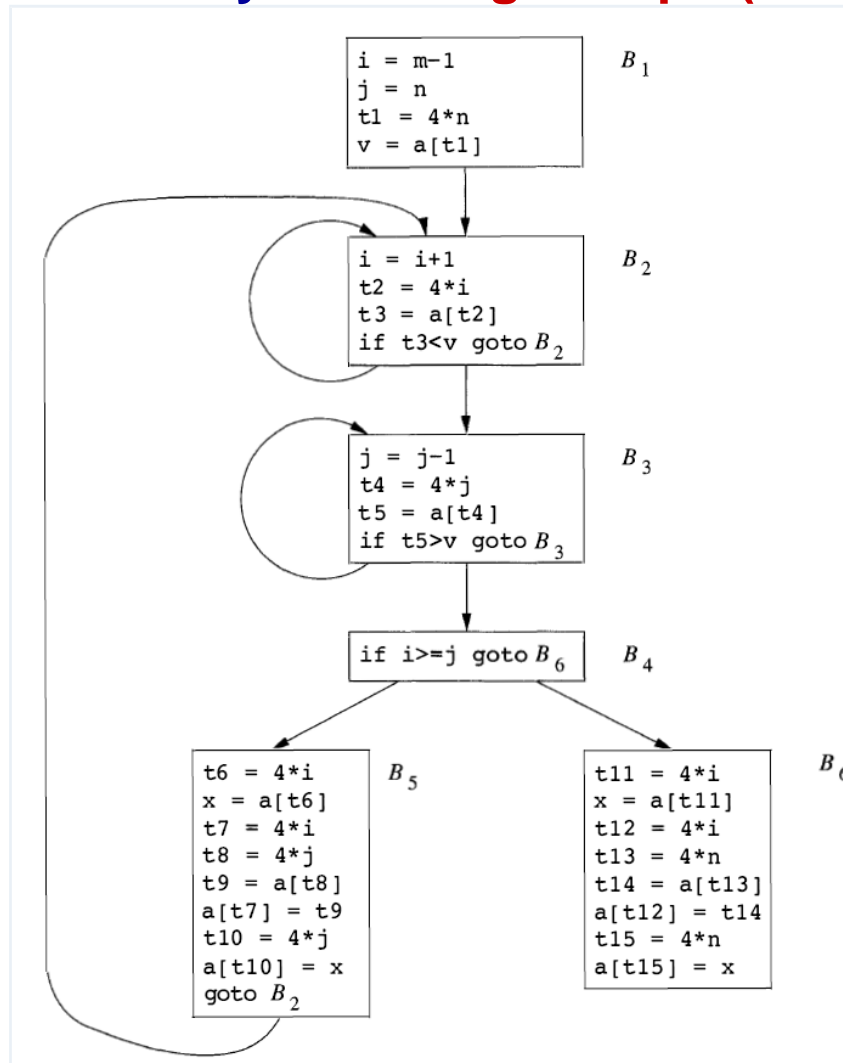 i = m-1
j = n
t1 = 4*n
v = a[t1]
B1
i = i+1
t2 = 4*i
t3 = a[t2]
if t3<v goto B2
B2
j = j-1
t4 = 4*j
t5 = a[t4]
if t5>v goto B3
B3
if i>=j goto B6
B4
t6 = 4*i
x = a[t6]
t7 = 4*i
t8 = 4*j
t9 = a[t8]
a[t7] = t9
t10 = 4*j
a[t10] = x
goto B2
B5
t11 = 4*i
x = a[t11]
t12 = 4*i
t13 = 4*n
t14 = a[t13]
a[t12] = t14
t15 = 4*n
a[t15] = x
B6